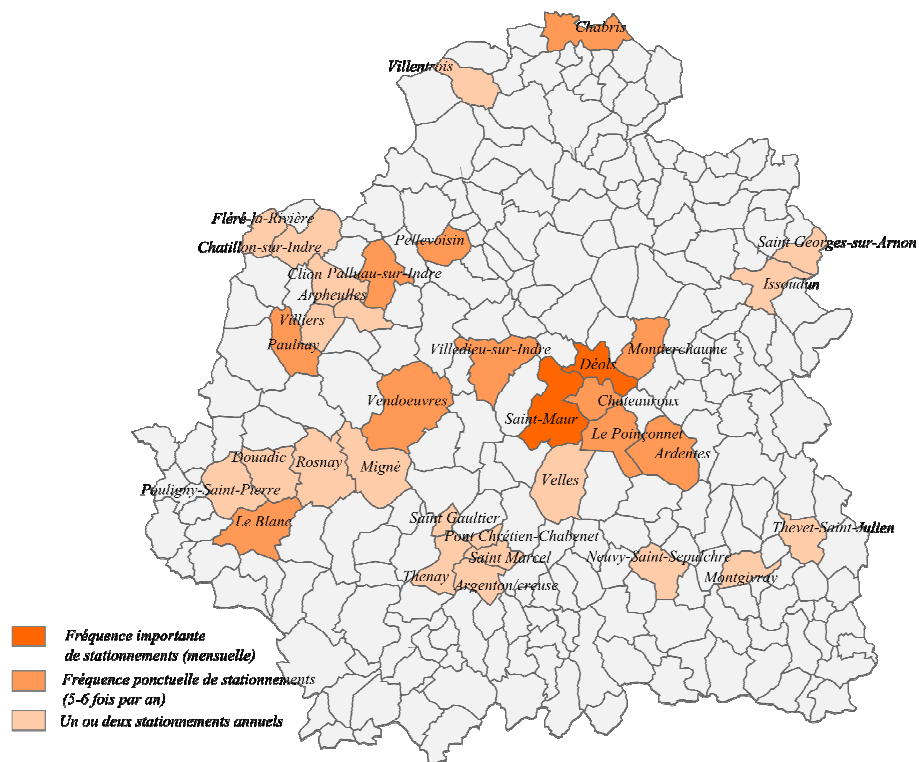 Chabris
Villentrois
Fléré-la-Rivière
Pellevoisin
Saint Georges-sur-Arnon
Chatillon-sur-Indre
Clion
Palluau-sur-Indre
Issoudun
Arpheulles
Villiers
Paulnay
Villedieu-sur-Indre
Montierchaume
Déols
Vendoeuvres
Chateauroux
Saint-Maur
Le Poinçonnet
Ardentes
Douadic
Rosnay
Migné
Velles
Pouligny-Saint-Pierre
Le Blanc
Saint Gaultier
Thevet-Saint-Julien
Pont Chrétien-Chabenet
Saint Marcel
Neuvy-Saint-Sepulchre
Thenay
Argenton/creuse
Montgivray
Fréquence importante
de stationnements (mensuelle)
Fréquence ponctuelle de stationnements
(5-6 fois par an)
Un ou deux stationnements annuels